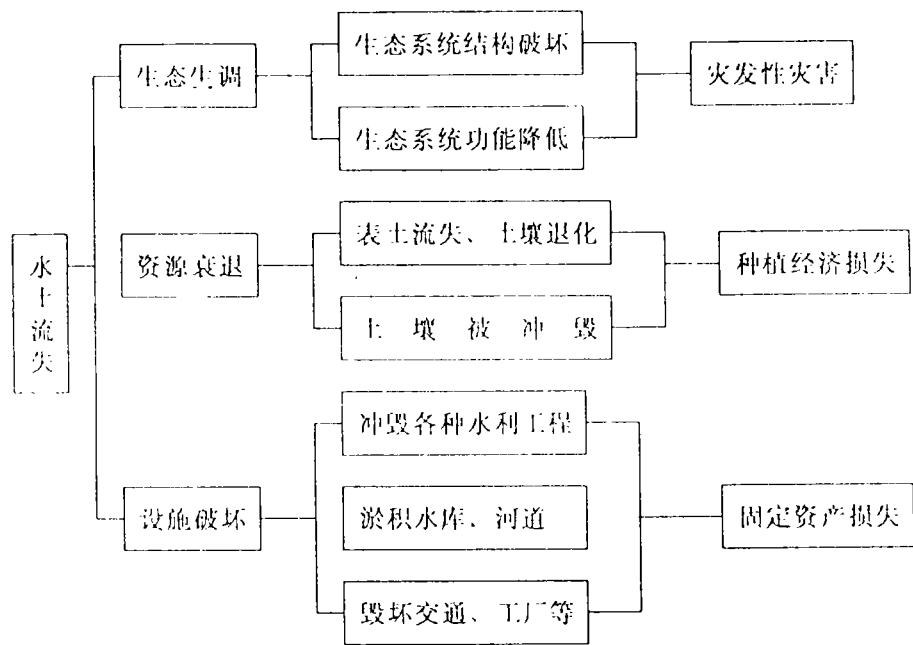 水土流失
生态生调
生态系统结构破坏
生态系统功能降低
灾发性灾害
资源衰退
表土流失、土壤退化
土壤被冲毁
种植经济损失
设施破坏
冲毁各种水利工程
淤积水库、河道
毁坏交通、工厂等
固定资产损失